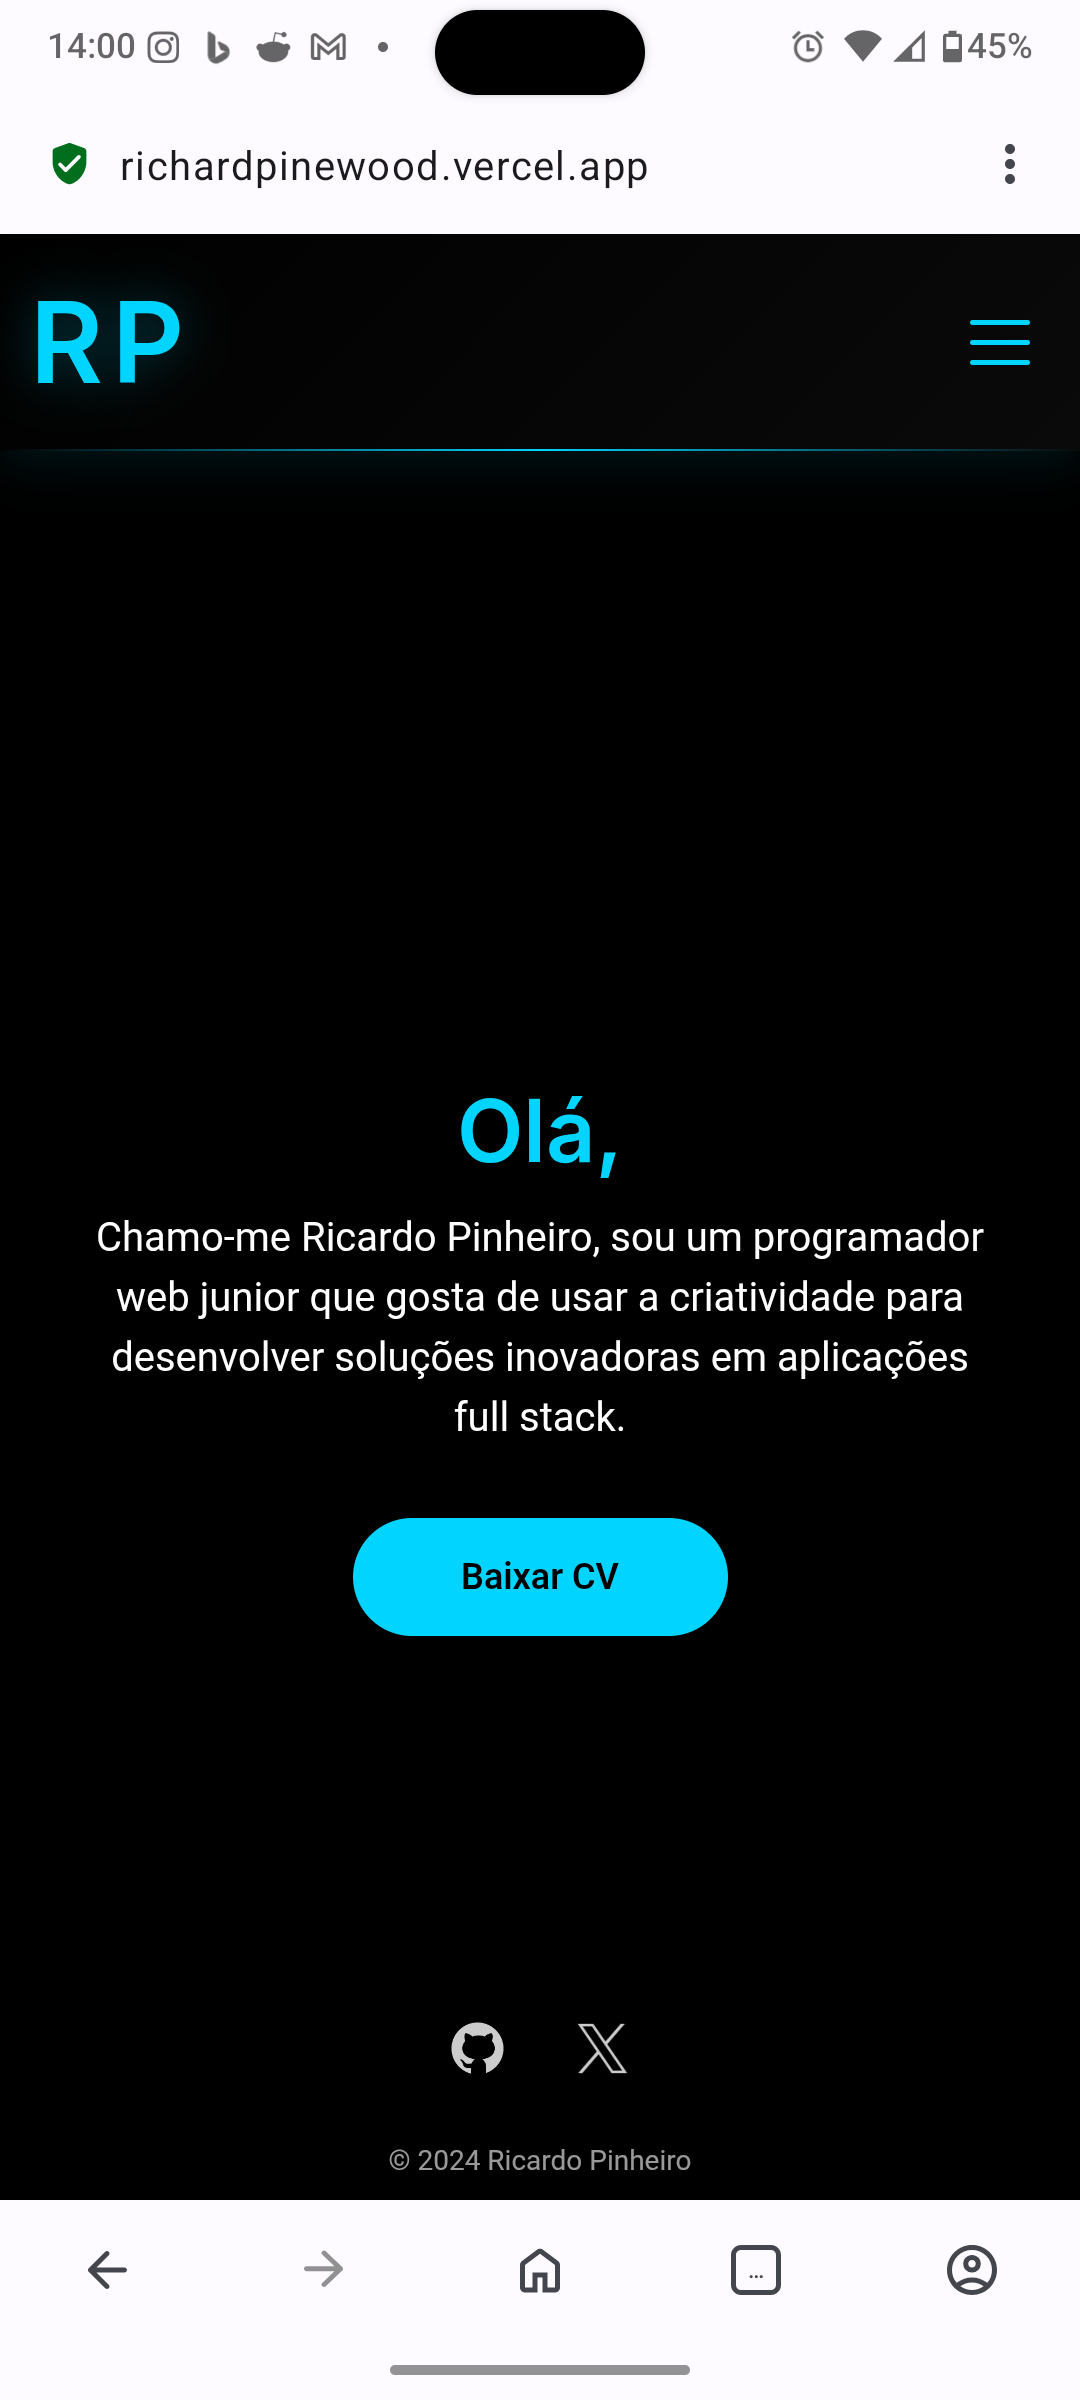 14:00
45%
richardpinewood.vercel.app
RP
Olá,
Chamo-me Ricardo Pinheiro, sou um programador
web junior que gosta de usar a criatividade para
desenvolver soluções inovadoras em aplicações
full stack.
Baixar CV
© 2024 Ricardo Pinheiro
...